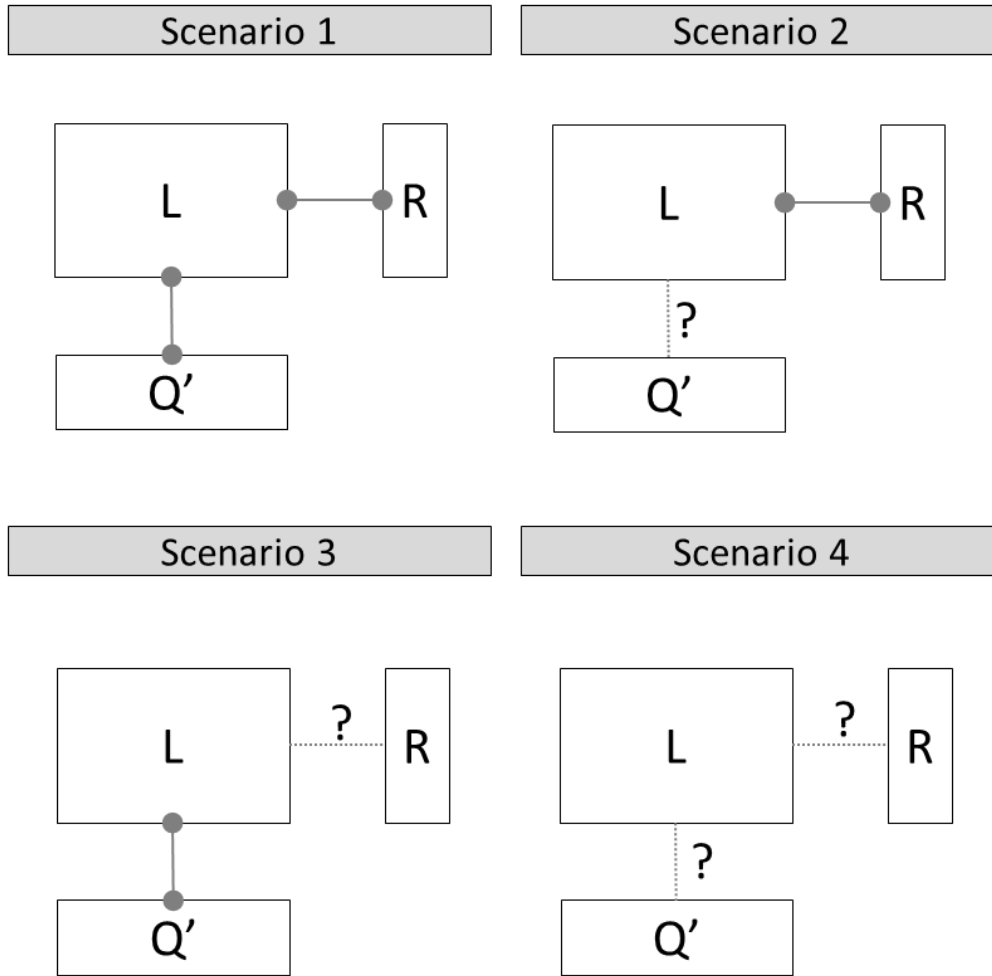 Scenario 1
Scenario 2
L
R
Q’
L
R
?
Q’
Scenario 3
Scenario 4
?
L
R
Q’
?
L
R
?
Q’